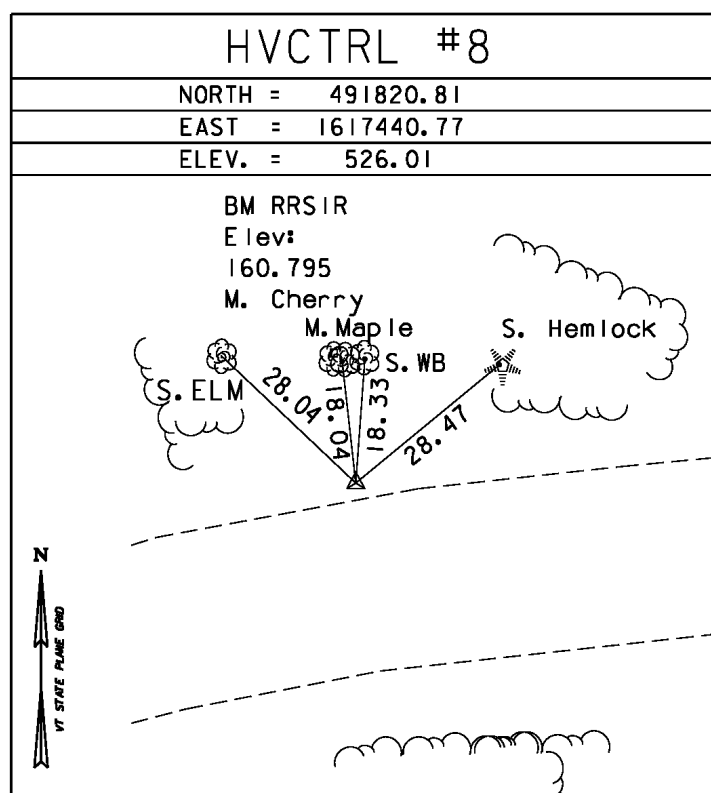 HVCTRL #8
NORTH = 491820.81
EAST = 1617440.77
ELEV. = 526.01
BM RRSIR
Elev:
160.795
M. Cherry
M.Maple
S. Hemlock
S.WB
S.ELM
28.04
18.04
18.33
28.47
N
VT STATE PLANE GRID